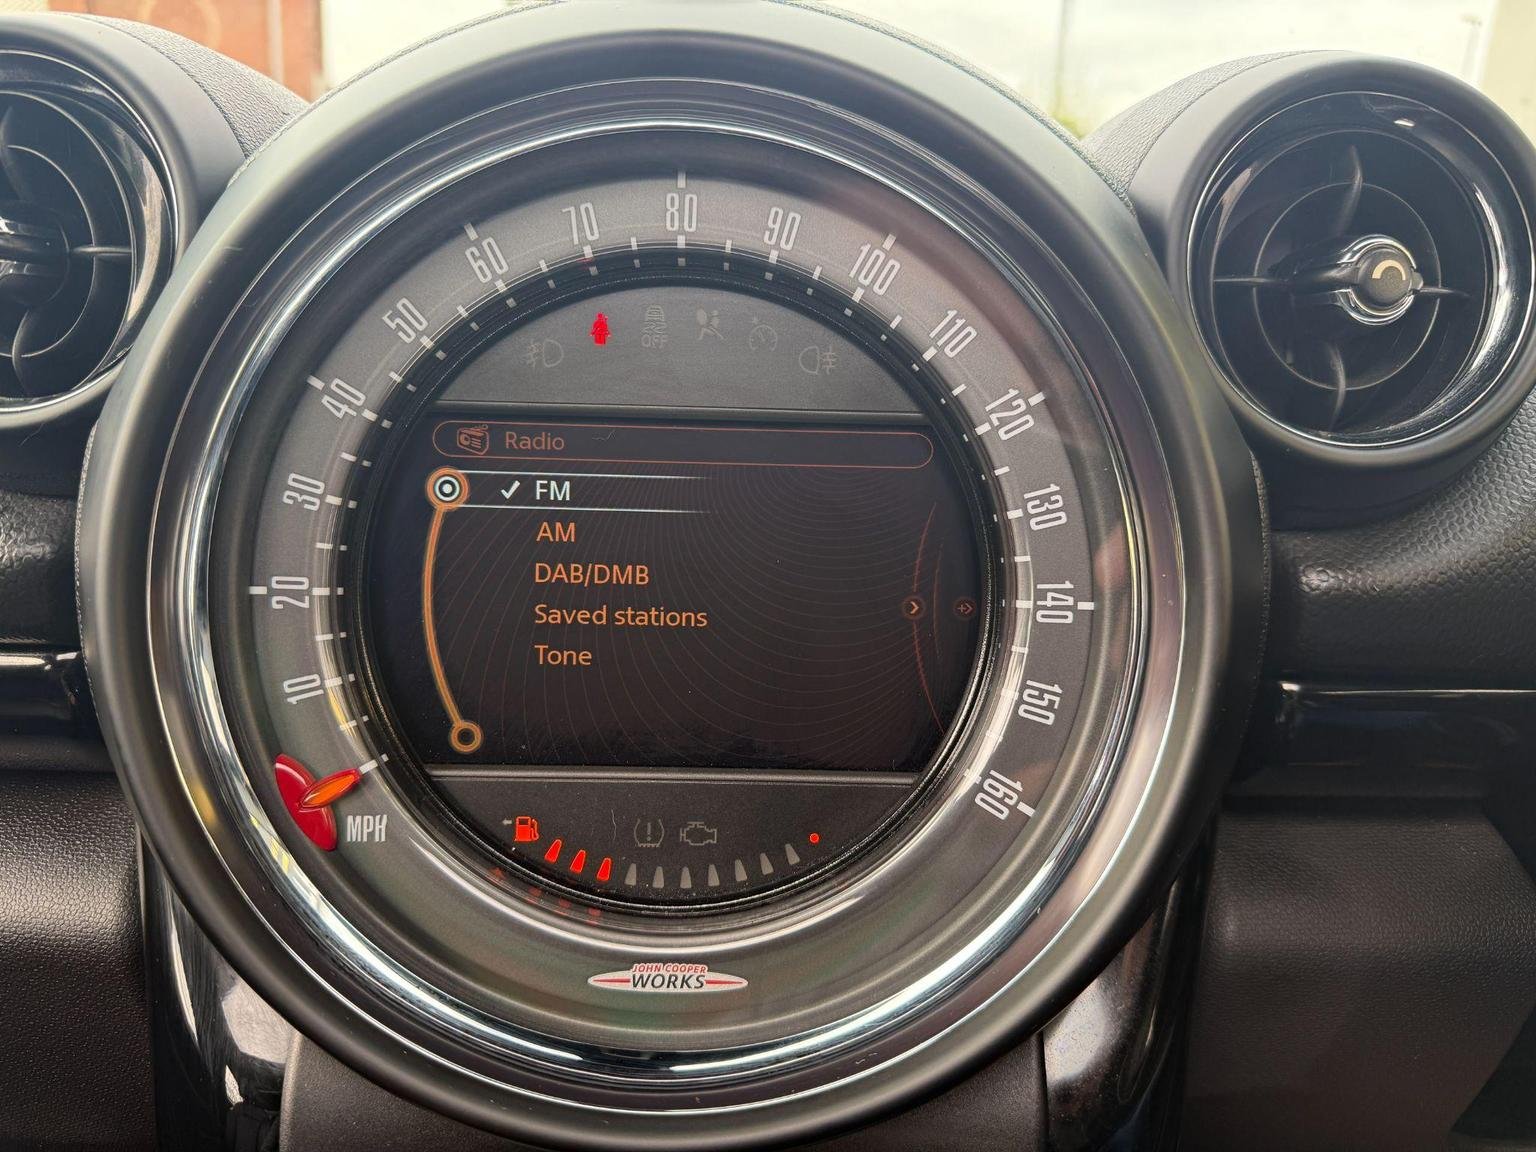 10
20
30
40
50
60
70
80
90
100
110
120
130
140
150
160
MPH
OFF
Radio
FM
AM
DAB/DMB
Saved stations
Tone
JOHN COOPER
WORKS